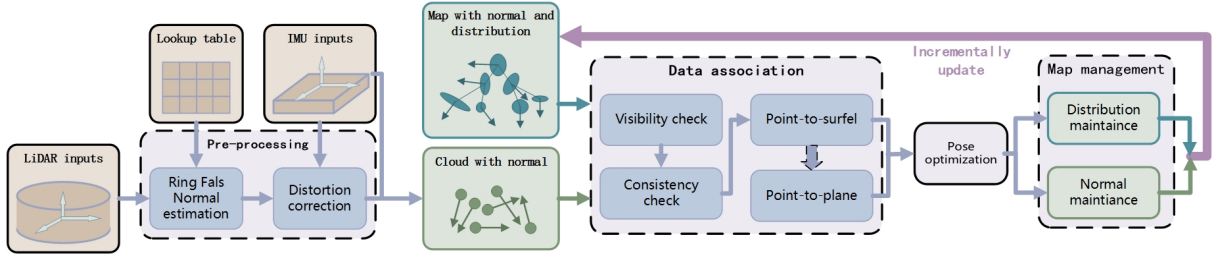 Lookup table
IMU inputs
Map with normal and
distribution
Incrementally
update
Data association
Map management
Visibility check
Point-to-surfel
Distribution
maintaince
Pre-processing
LiDAR inputs
Ring Fals
Normal
estimation
Distortion
correction
Cloud with normal
Consistency
check
Point-to-plane
Pose
optimization
Normal
maintiance